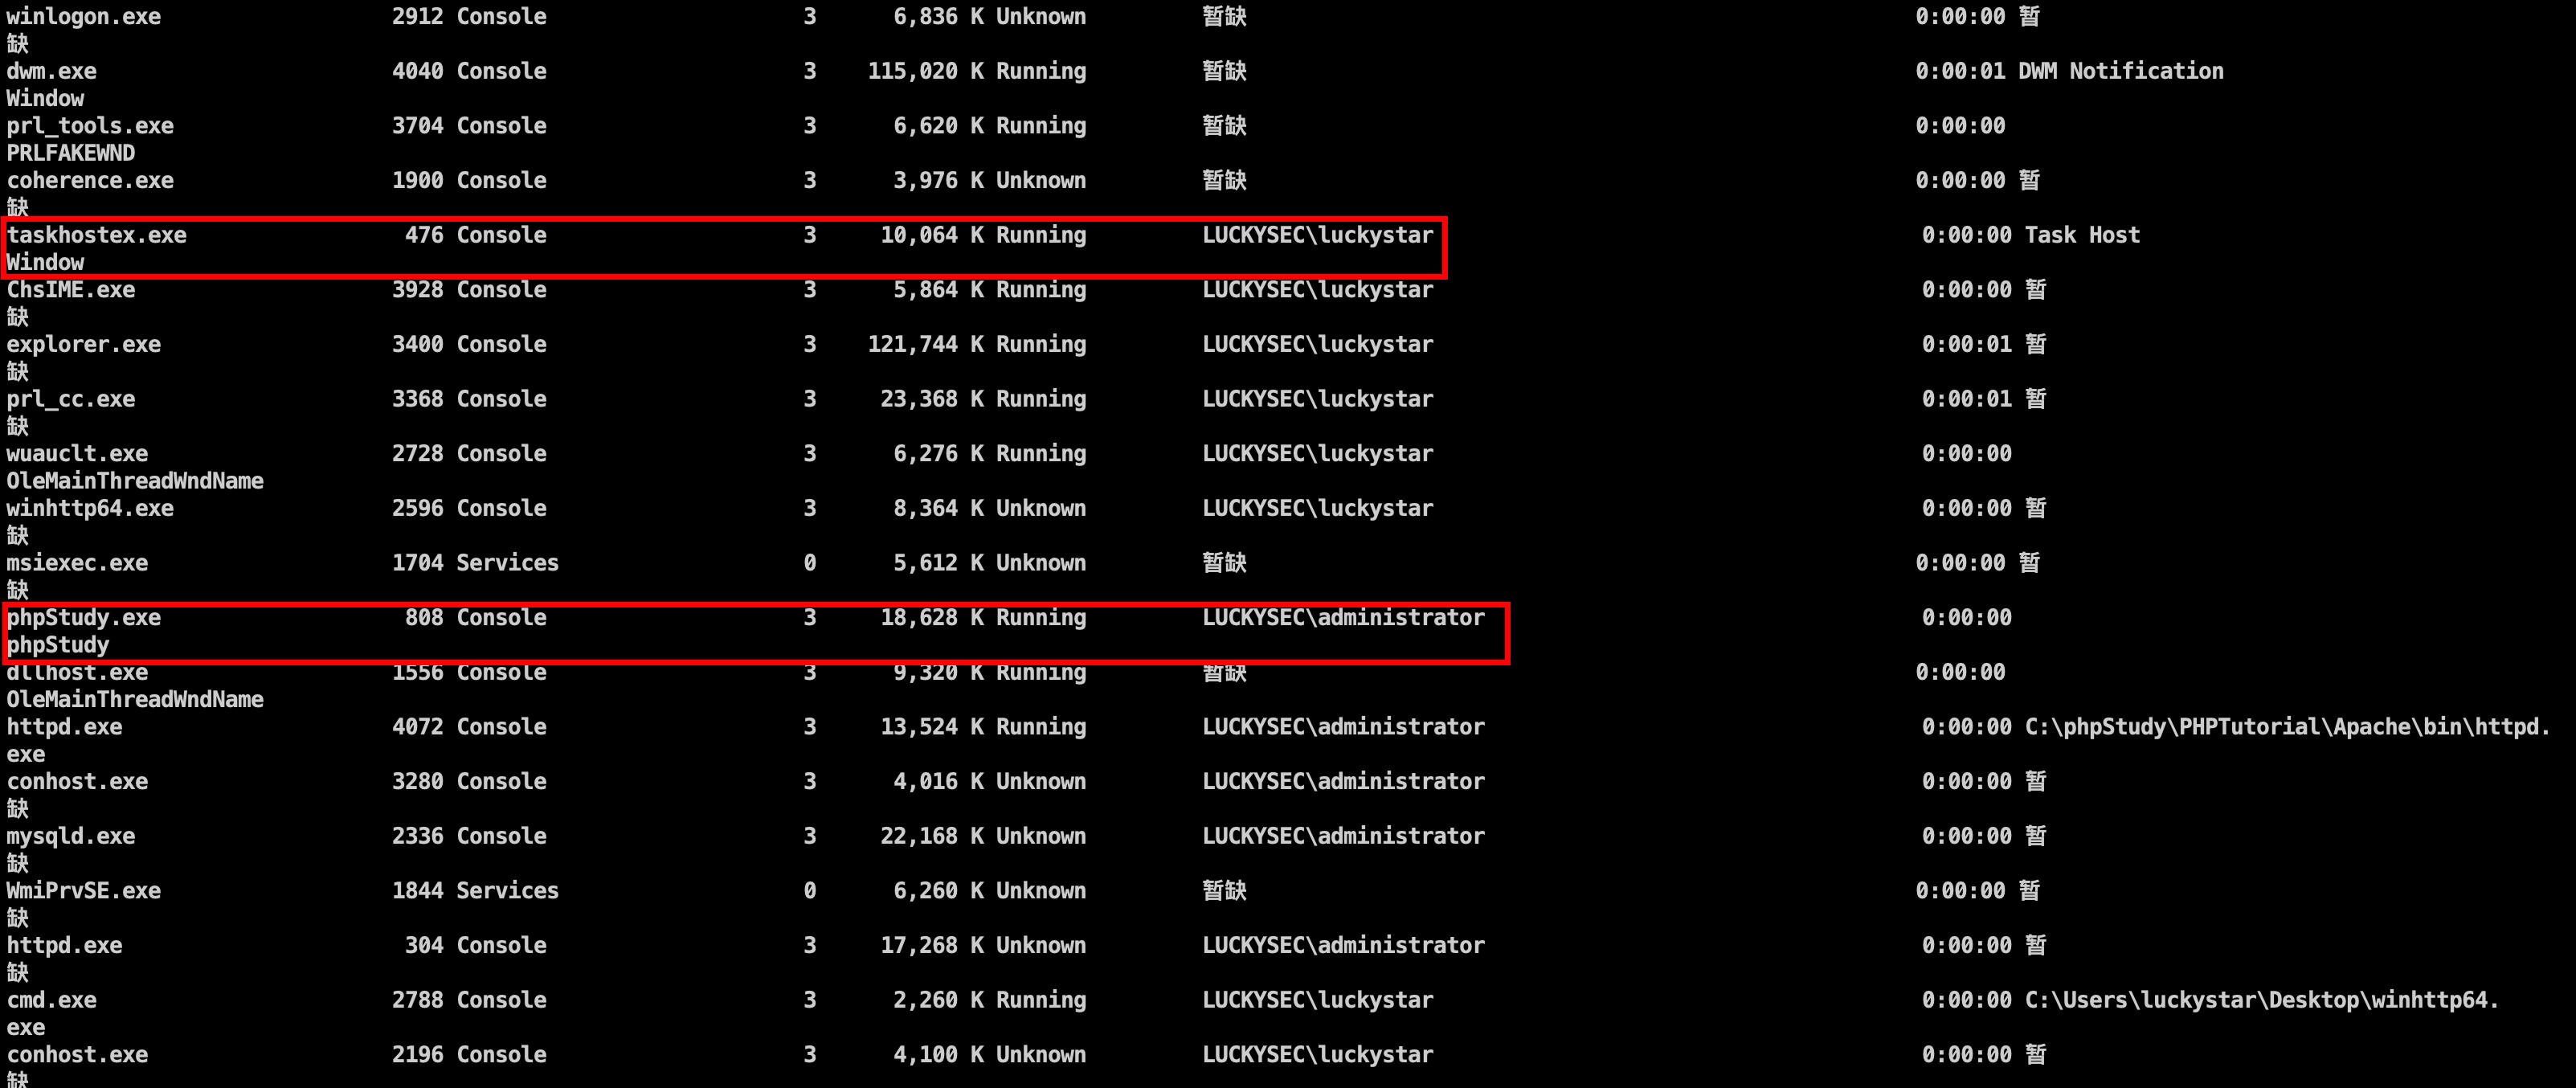 winlogon.exe 2912 Console 3 6,836 K Unknown 暂缺 0:00:00 暂
缺
dwm.exe 4040 Console 3 115,020 K Running 暂缺 0:00:01 DWM Notification
Window
prl_tools.exe 3704 Console 3 6,620 K Running 暂缺 0:00:00
PRLFAKEWND
coherence.exe 1900 Console 3 3,976 K Unknown 暂缺 0:00:00 暂
缺
taskhostex.exe 476 Console 3 10,064 K Running LUCKYSEC\luckystar 0:00:00 Task Host
Window
ChsIME.exe 3928 Console 3 5,864 K Running LUCKYSEC\luckystar 0:00:00 暂
缺
explorer.exe 3400 Console 3 121,744 K Running LUCKYSEC\luckystar 0:00:01 暂
缺
prl_cc.exe 3368 Console 3 23,368 K Running LUCKYSEC\luckystar 0:00:01 暂
缺
wuauclt.exe 2728 Console 3 6,276 K Running LUCKYSEC\luckystar 0:00:00
OleMainThreadWndName
winhttp64.exe 2596 Console 3 8,364 K Unknown LUCKYSEC\luckystar 0:00:00 暂
缺
msiexec.exe 1704 Services 0 5,612 K Unknown 暂缺 0:00:00 暂
缺
phpStudy.exe 808 Console 3 18,628 K Running LUCKYSEC\administrator 0:00:00
phpStudy
dllhost.exe 1556 Console 3 9,320 K Running 暂缺 0:00:00
OleMainThreadWndName
httpd.exe 4072 Console 3 13,524 K Running LUCKYSEC\administrator 0:00:00 C:\phpStudy\PHPTutorial\Apache\bin\httpd.
exe
conhost.exe 3280 Console 3 4,016 K Unknown LUCKYSEC\administrator 0:00:00 暂
缺
mysqld.exe 2336 Console 3 22,168 K Unknown LUCKYSEC\administrator 0:00:00 暂
缺
WmiPrvSE.exe 1844 Services 0 6,260 K Unknown 暂缺 0:00:00 暂
缺
httpd.exe 304 Console 3 17,268 K Unknown LUCKYSEC\administrator 0:00:00 暂
缺
cmd.exe 2788 Console 3 2,260 K Running LUCKYSEC\luckystar 0:00:00 C:\Users\luckystar\Desktop\winhttp64.
exe
conhost.exe 2196 Console 3 4,100 K Unknown LUCKYSEC\luckystar 0:00:00 暂
缺